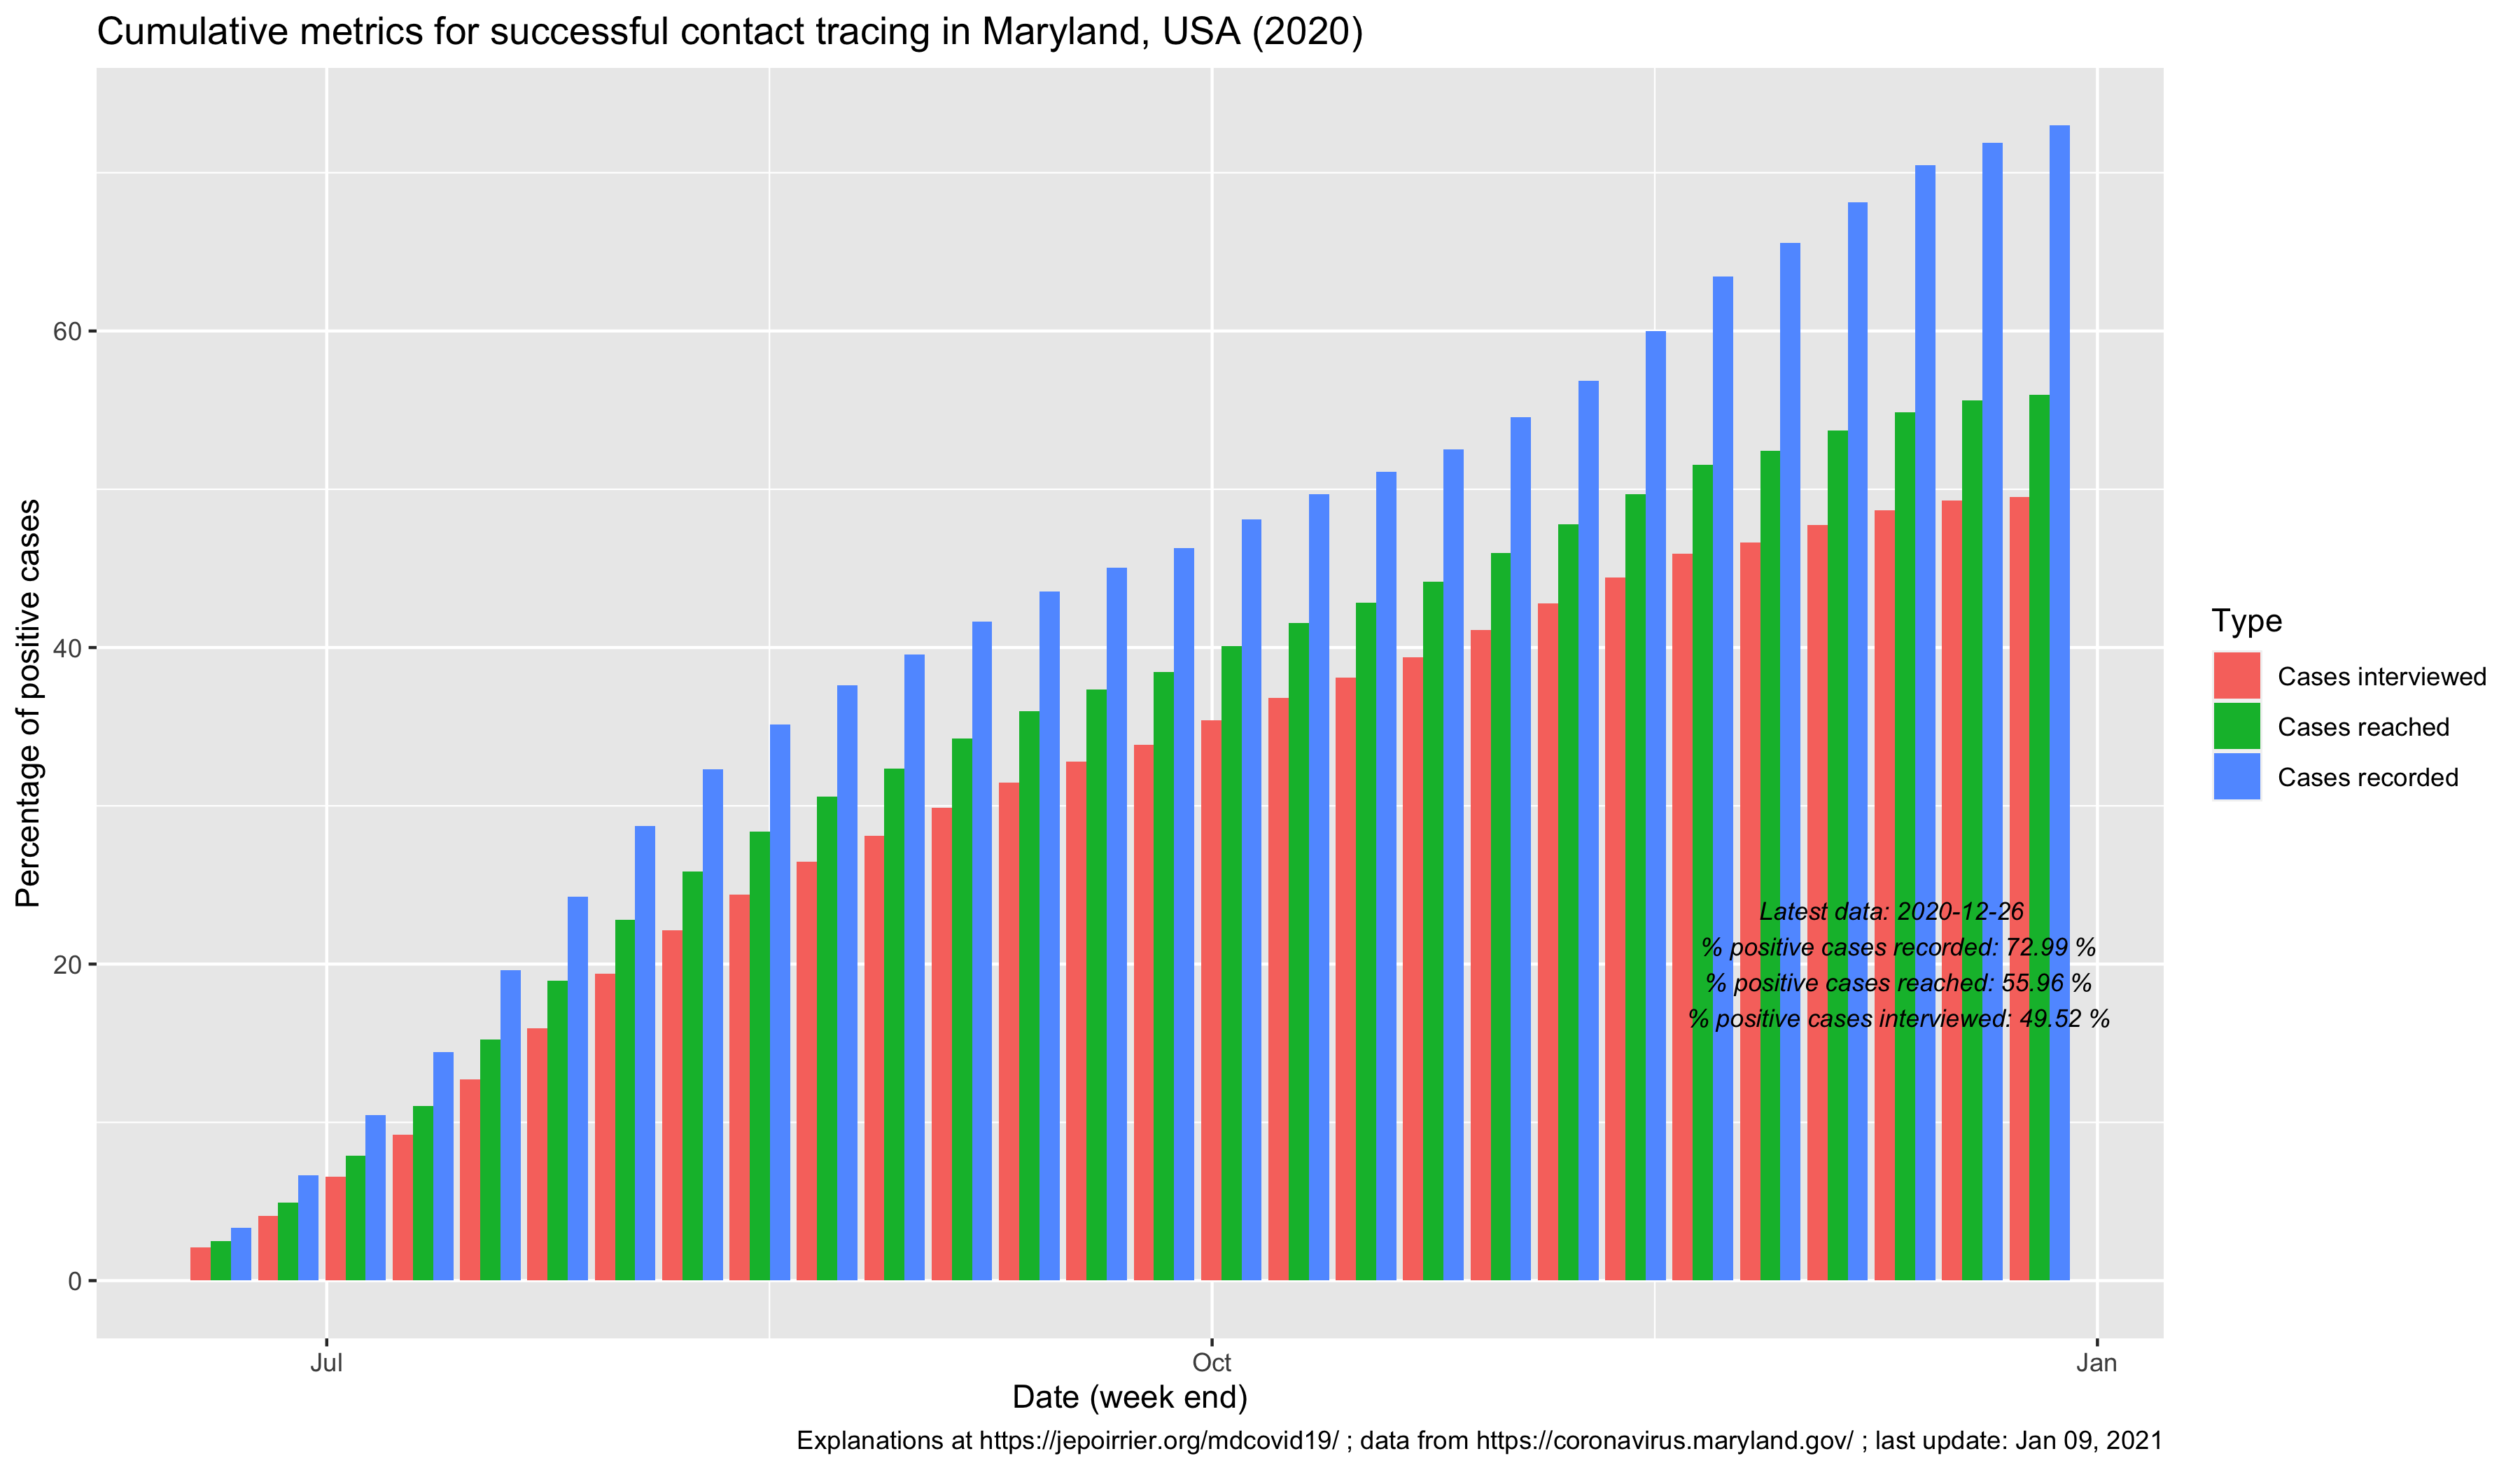 Cumulative metrics for successful contact tracing in Maryland, USA (2020)
Percentage of positive cases
60
40
20
0
Jul
Oct
Jan
Date (week end)
Type
Cases interviewed
Cases reached
Cases recorded
Latest data: 2020-12-26
% positive cases recorded: 72.99 %
% positive cases reached: 55.96 %
% positive cases interviewed: 49.52 %
Explanations at https://jepoirrier.org/mdcovid19/ ; data from https://coronavirus.maryland.gov/ ; last update: Jan 09, 2021